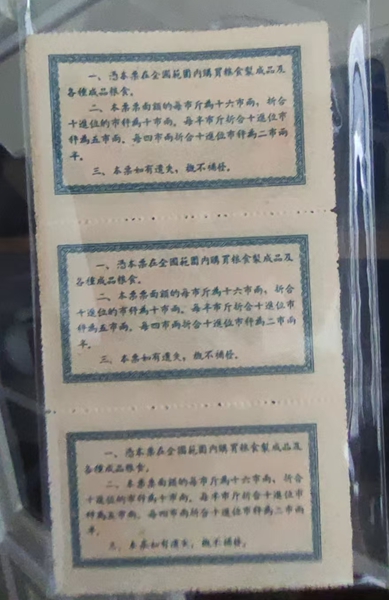 一、憑本票在全國範圍内購買粮食製成品及
各種成品粮食。
二、本票票面額的每市斤為十六市兩,折合
十進位的市秤為十市兩。每半市斤折合十進位市
秤為五市兩。每四市兩折合十進位市秤為二市兩
半。
三、本票如有遺失,概不補發。
一、憑本票在全國範圍内購買粮食製成品及
各種成品粮食。
二、本票票面額的每市斤為十六市兩,折合
十進位的市秤為十市兩。每半市斤折合十進位市
秤為五市兩。每四市兩折合十進位市秤為二市兩
半。
三、本票如有遺失,概不補發。
一、憑本票在全國範圍内購買粮食製成品及
各種成品粮食。
二、本票票面額的每市斤為十六市兩,折合
十進位的市秤為十市兩。每半市斤折合十進位市
秤為五市兩。每四市兩折合十進位市秤為二市兩
半。
三、本票如有遺失,概不補發。